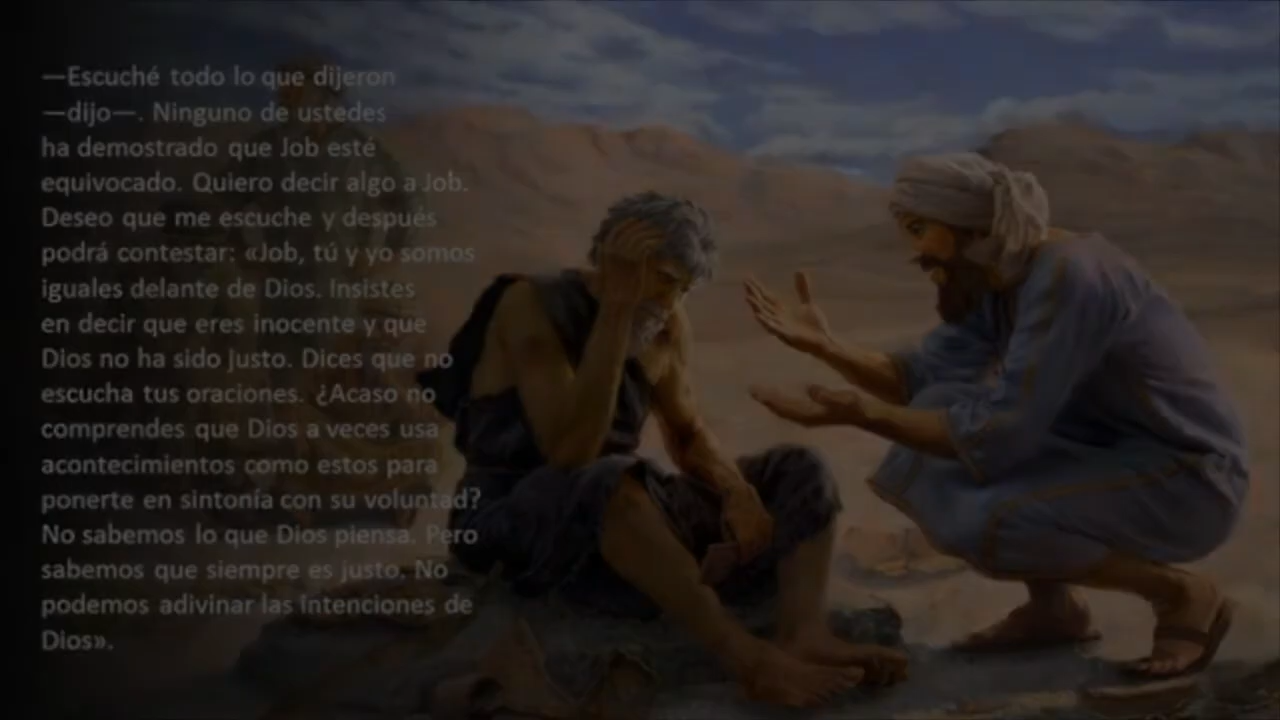 —Escuché todo lo que dijeron
—dijo—. Ninguno de ustedes
ha demostrado que Job esté
equivocado. Quiero decir algo a Job.
Deseo que me escuche y después
podrá contestar: «Job, tú y yo somos
iguales delante de Dios. Insistes
en decir que eres inocente y que
Dios no ha sido justo. Dices que no
escucha tus oraciones. ¿Acaso no
comprendes que Dios a veces usa
acontecimientos como estos para
ponerte en sintonía con su voluntad?
No sabemos lo que Dios piensa. Pero
sabemos que siempre es justo. No
podemos adivinar las intenciones de
Dios».